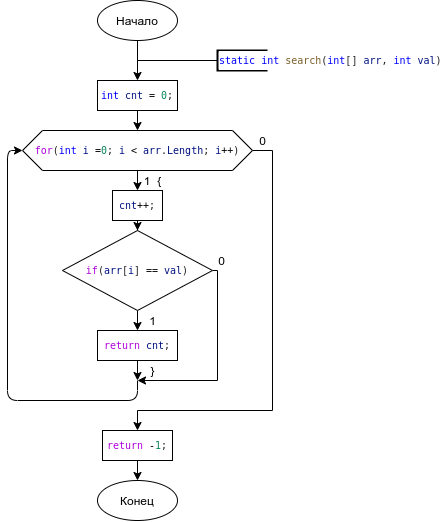 Начало
static int search(int[] arr, int val)
int cnt = 0;
for(int i =0; i < arr.Length; i++)
0
1 {
cnt++;
if(arr[i] == val)
0
1
return cnt;
}
return -1;
Конец